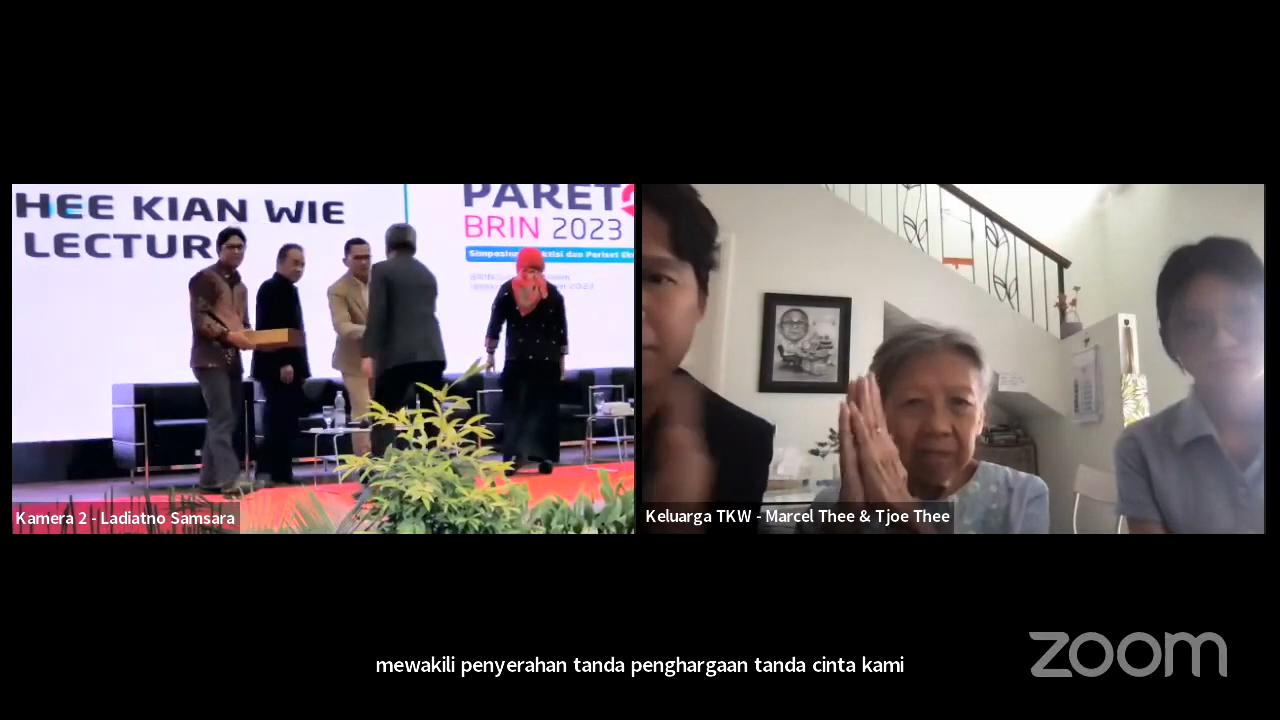 HEE KIAN WIE
LECTUR
PARET
BRIN 2023
Kamera 2 - Ladiatno Samsara
Keluarga TKW - Marcel Thee & Tjoe Thee
mewakili penyerahan tanda penghargaan tanda cinta kami
zoom